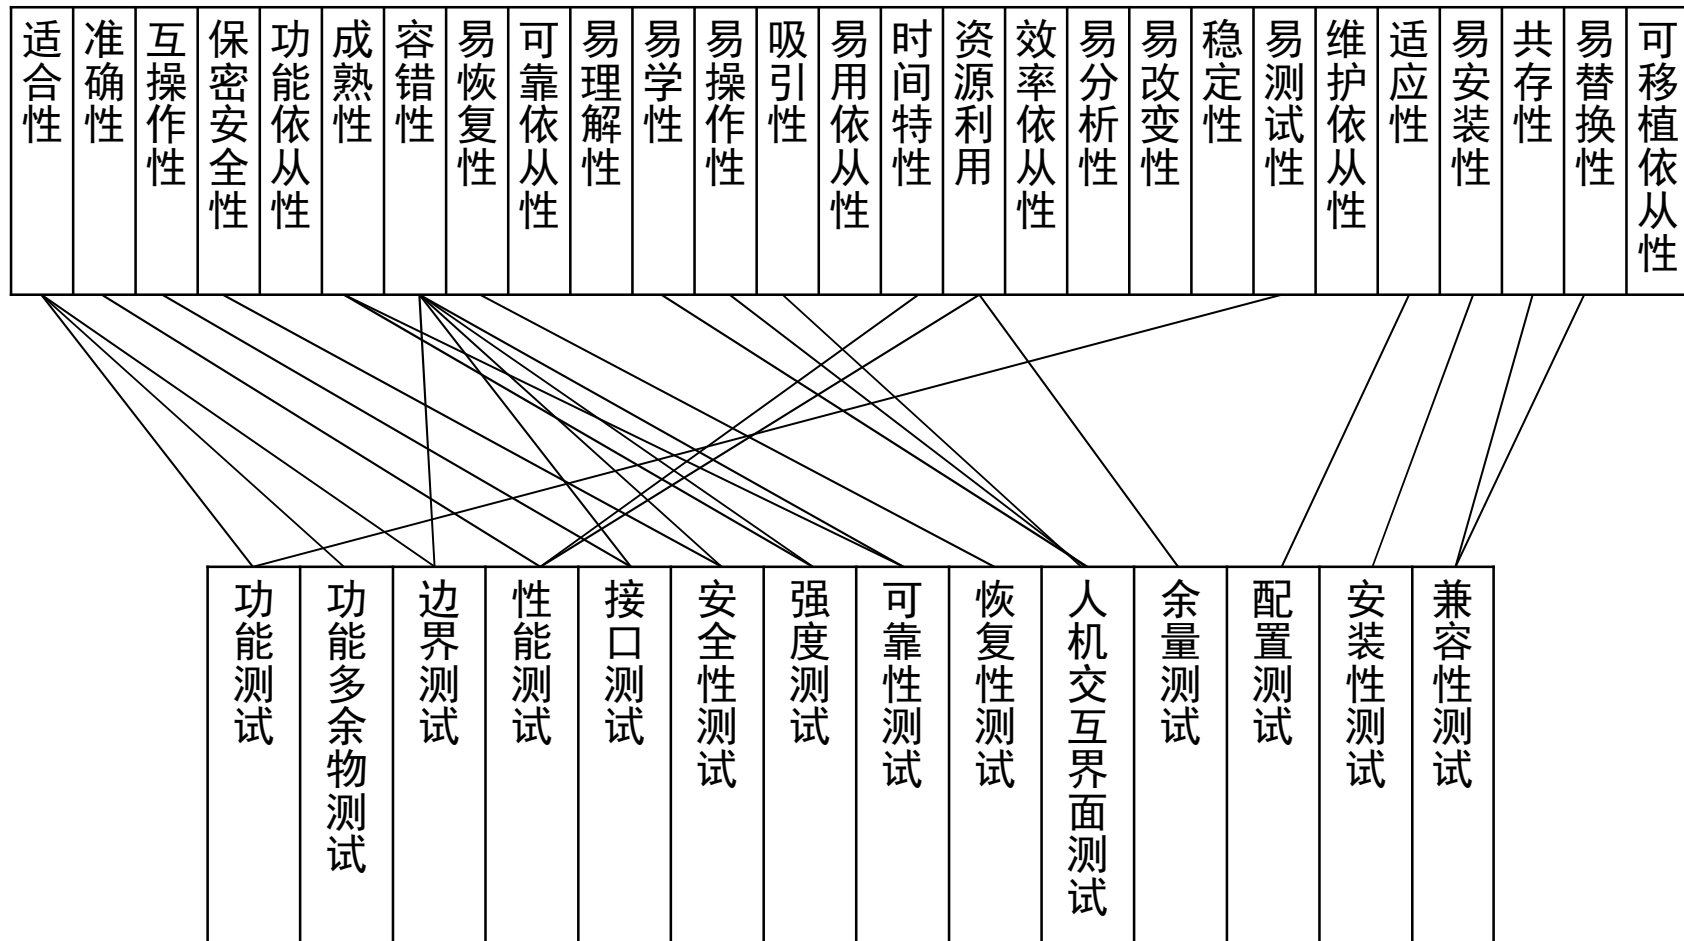 适合性
准确性
互操作性
保密安全性
功能依从性
成熟性
容错性
易恢复性
可靠依从性
易理解性
易学性
易操作性
吸引性
易用依从性
时间特性
资源利用
效率依从性
易分析性
易改变性
稳定性
易测试性
维护依从性
适应性
易安装性
共存性
易替换性
可移植依从性
功能测试
功能多余物测试
边界测试
性能测试
接口测试
安全性测试
强度测试
可靠性测试
恢复性测试
人机交互界面测试
余量测试
配置测试
安装性测试
兼容性测试